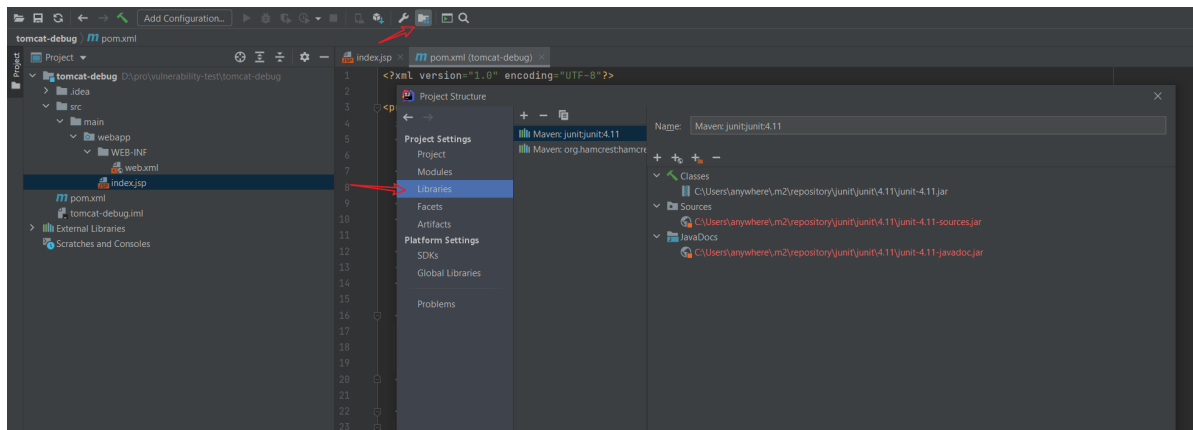 Add Configuration...
tomcat-debug
pom.xml
Project
Project
tomcat-debug D:\pro\vulnerability-test\tomcat-debug
.idea
src
main
webapp
WEB-INF
web.xml
index.jsp
pom.xml
tomcat-debug.iml
External Libraries
Scratches and Consoles
index.jsp
pom.xml (tomcat-debug)
1 <?xml version="1.0" encoding="UTF-8"?>
2
3 <p
4
5
6
7
8
9
10
11
12
13
14
15
16
17
18
19
20
21
22
23
Project Structure
Project Settings
Project
Modules
Libraries
Facets
Artifacts
Platform Settings
SDKs
Global Libraries
Problems
Maven: junit:junit:4.11
Maven: org.hamcrest:hamcre
Name: Maven: junit:junit:4.11
Classes
C:\Users\anywhere\.m2\repository\junit\junit\4.11\junit-4.11.jar
Sources
C:\Users\anywhere\.m2\repository\junit\junit\4.11\junit-4.11-sources.jar
JavaDocs
C:\Users\anywhere\.m2\repository\junit\junit\4.11\junit-4.11-javadoc.jar